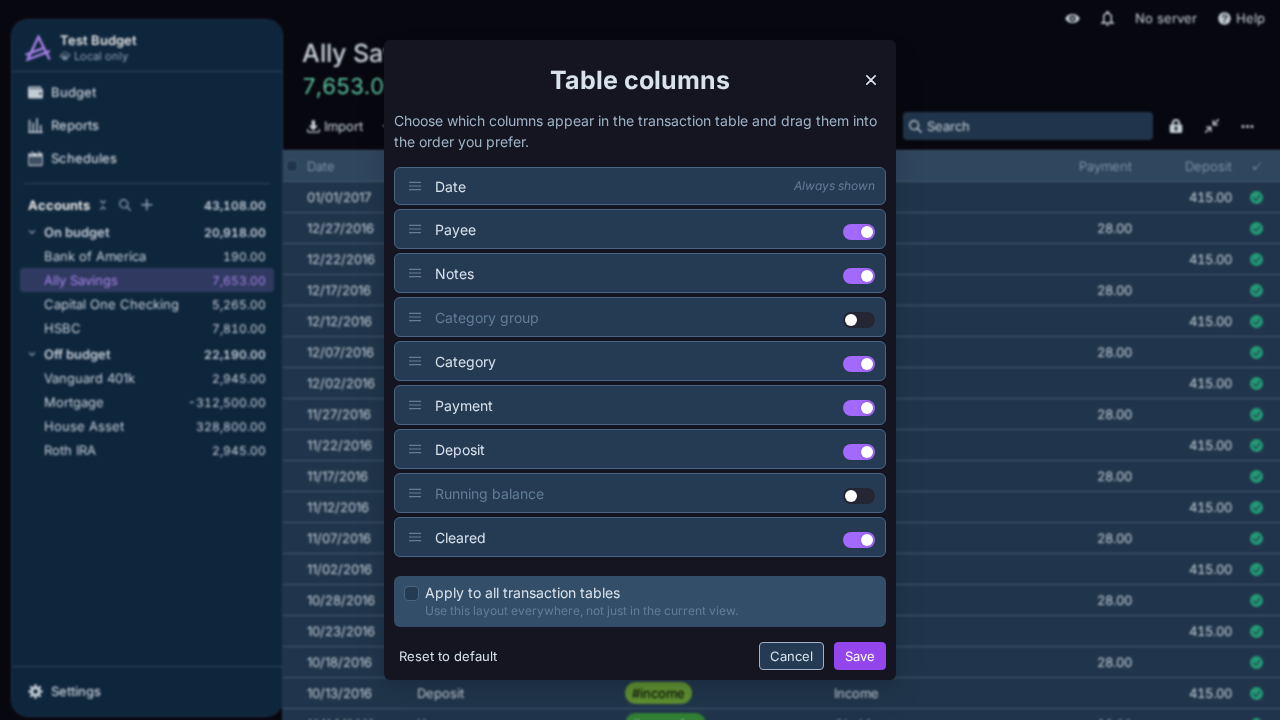 Test Budget
Local only
Budget
Reports
Schedules
Accounts 43,108.00
On budget 20,918.00
Bank of America 190.00
Ally Savings 7,653.00
Capital One Checking 5,265.00
HSBC 7,810.00
Off budget 22,190.00
Vanguard 401k 2,945.00
Mortgage -312,500.00
House Asset 328,800.00
Roth IRA 2,945.00
Settings
No server Help
7,653.0
Import
Search
Date Payment Deposit
01/01/2017 415.00
12/27/2016 28.00
12/22/2016 415.00
12/17/2016 28.00
12/12/2016 415.00
12/07/2016 28.00
12/02/2016 415.00
11/27/2016 28.00
11/22/2016 415.00
11/17/2016 28.00
11/12/2016 415.00
11/07/2016 28.00
11/02/2016 415.00
10/28/2016 28.00
10/23/2016 415.00
10/18/2016 28.00
10/13/2016 Deposit #income Income 415.00
Table columns
Choose which columns appear in the transaction table and drag them into
the order you prefer.
Date Always shown
Payee
Notes
Category group
Category
Payment
Deposit
Running balance
Cleared
Apply to all transaction tables
Use this layout everywhere, not just in the current view.
Reset to default Cancel Save